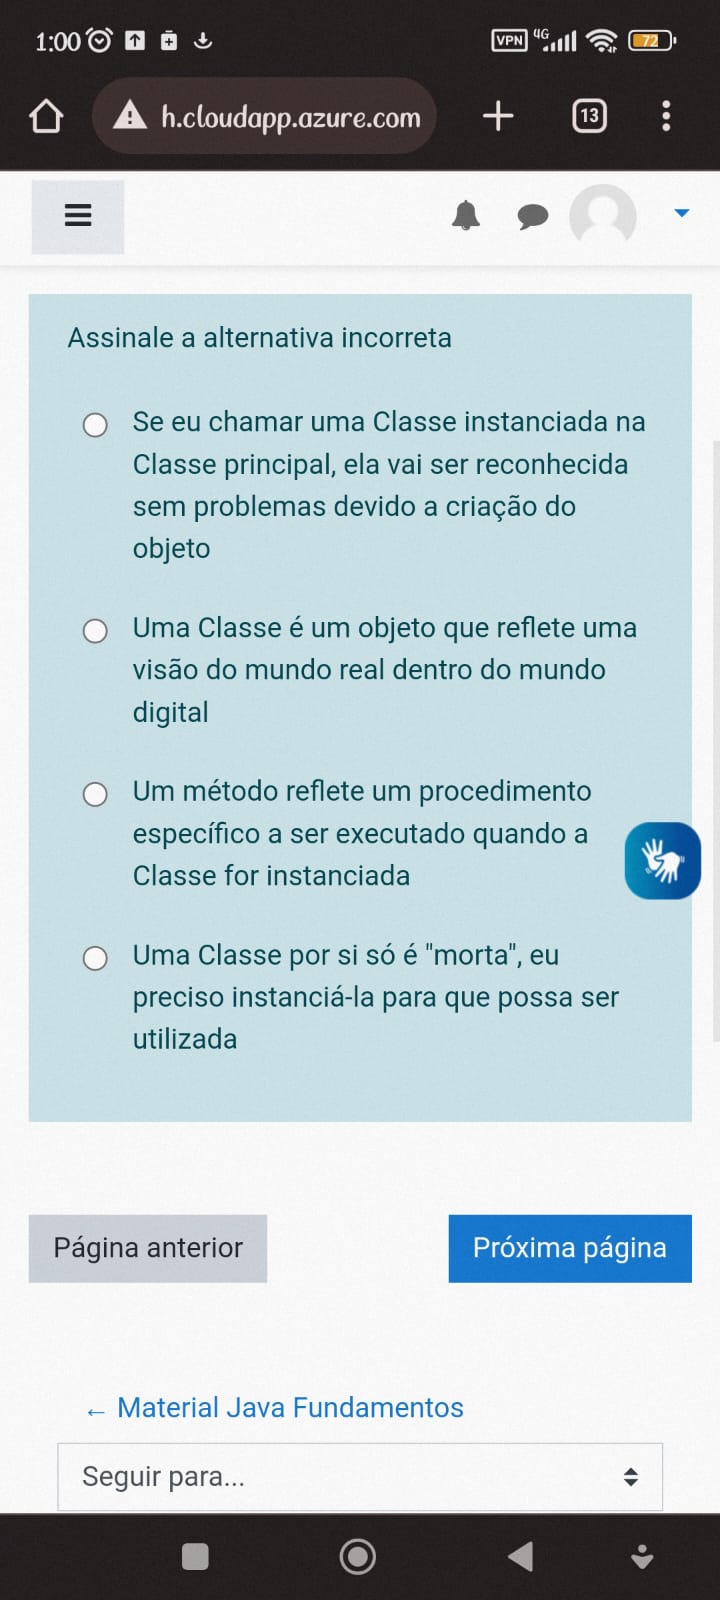 1:00
VPN 4G 72
h.cloudapp.azure.com
13
Assinale a alternativa incorreta
Se eu chamar uma Classe instanciada na
Classe principal, ela vai ser reconhecida
sem problemas devido a criação do
objeto
Uma Classe é um objeto que reflete uma
visão do mundo real dentro do mundo
digital
Um método reflete um procedimento
específico a ser executado quando a
Classe for instanciada
Uma Classe por si só é "morta", eu
preciso instanciá-la para que possa ser
utilizada
Página anterior
Próxima página
← Material Java Fundamentos
Seguir para...